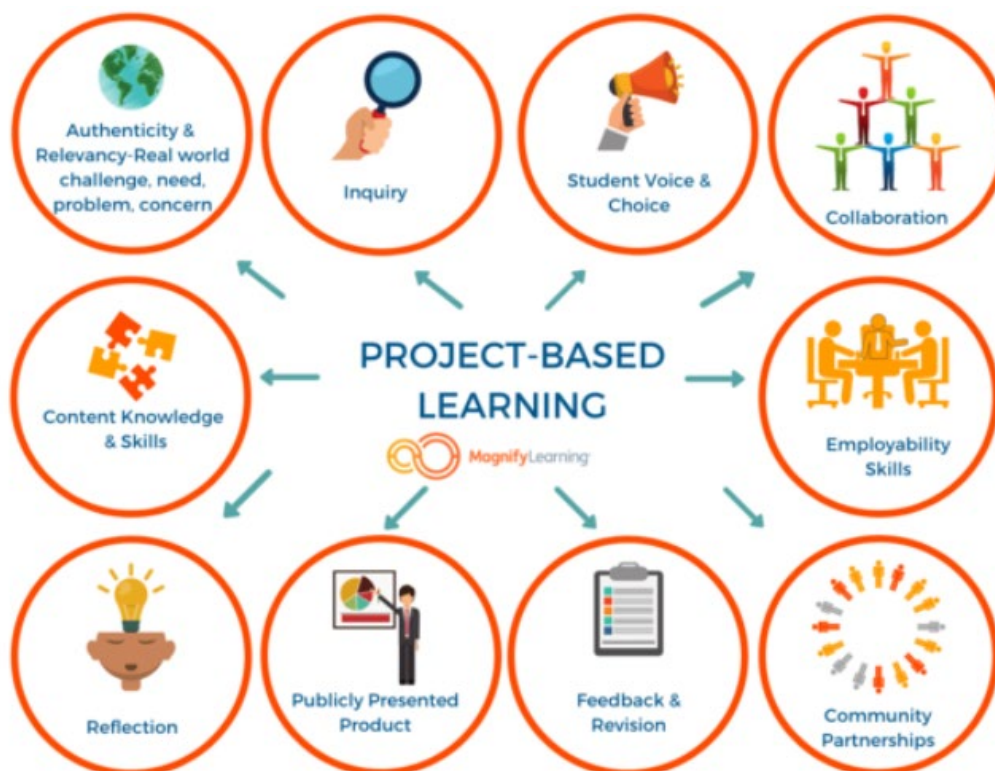 Authenticity &
Relevancy-Real world
challenge, need,
problem, concern
Inquiry
Student Voice &
Choice
Collaboration
Content Knowledge
& Skills
PROJECT-BASED
LEARNING
MagnifyLearning
Employability
Skills
Reflection
Publicly Presented
Product
Feedback &
Revision
Community
Partnerships